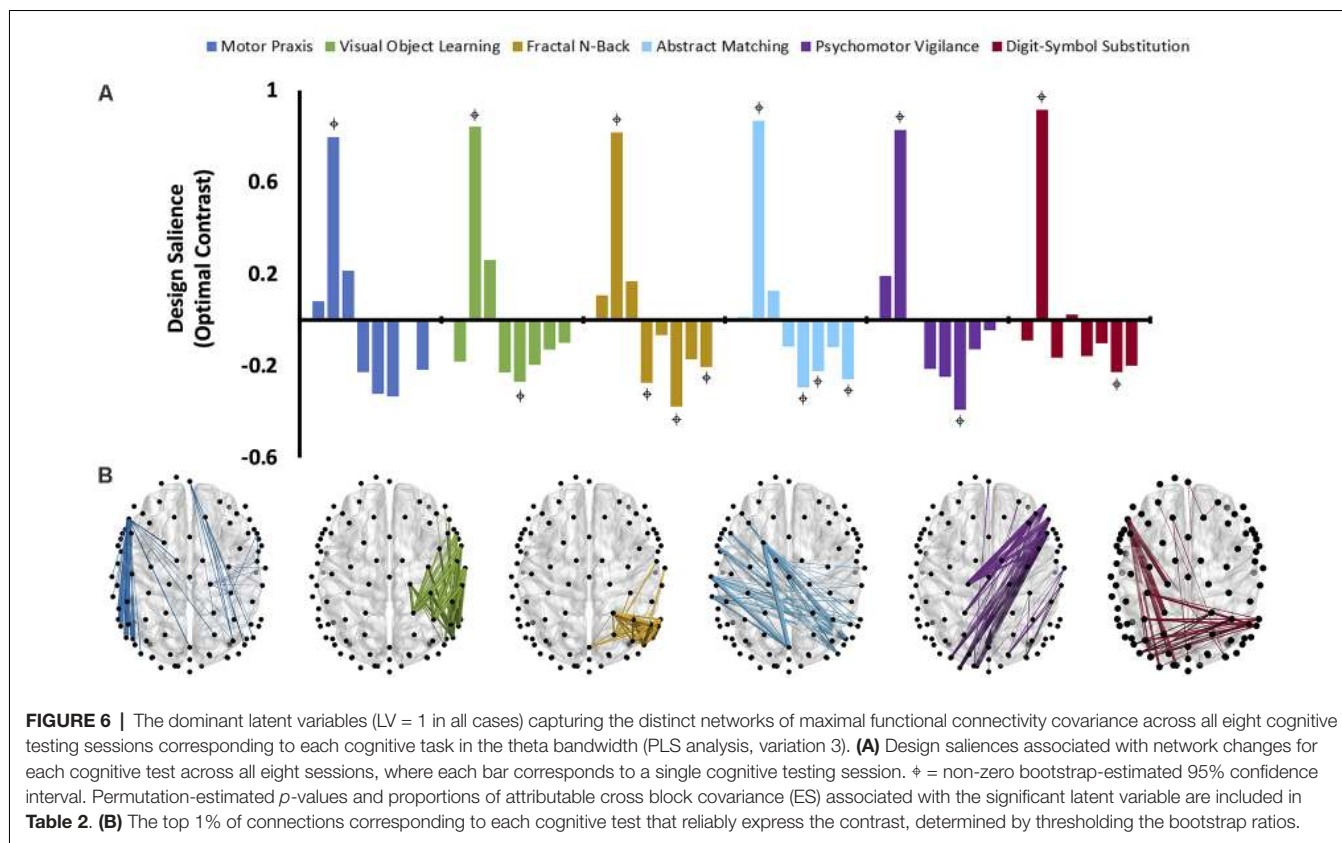 Motor Praxis Visual Object Learning Fractal N-Back Abstract Matching Psychomotor Vigilance Digit-Symbol Substitution
A
Design Salience
(Optimal Contrast)
1
0.6
0.2
-0.2
-0.6
B
FIGURE 6 | The dominant latent variables (LV = 1 in all cases) capturing the distinct networks of maximal functional connectivity covariance across all eight cognitive
testing sessions corresponding to each cognitive task in the theta bandwidth (PLS analysis, variation 3). (A) Design saliences associated with network changes for
each cognitive test across all eight sessions, where each bar corresponds to a single cognitive testing session. ⌖ = non-zero bootstrap-estimated 95% confidence
interval. Permutation-estimated p-values and proportions of attributable cross block covariance (ES) associated with the significant latent variable are included in
Table 2. (B) The top 1% of connections corresponding to each cognitive test that reliably express the contrast, determined by thresholding the bootstrap ratios.